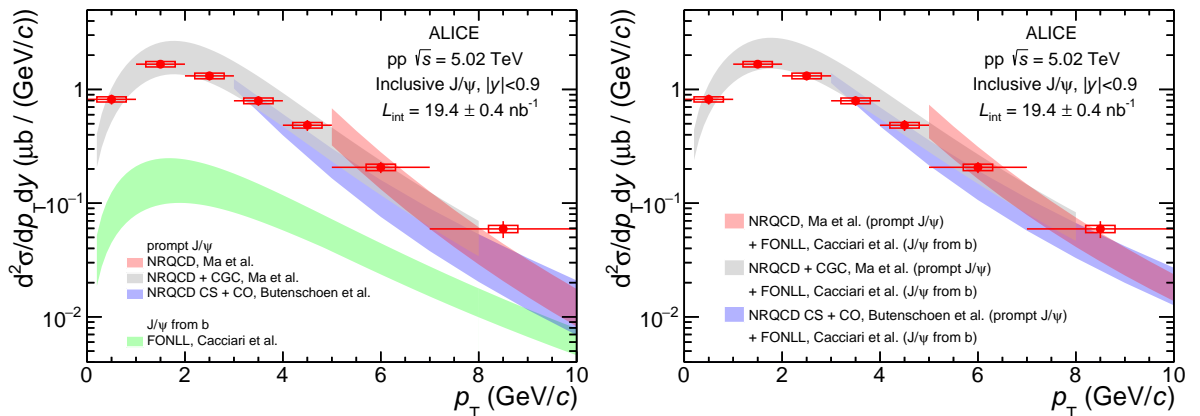 ALICE
pp √s = 5.02 TeV
Inclusive J/ψ, |y|<0.9
L_int = 19.4 ± 0.4 nb⁻¹
d²σ/dp_T dy (μb / (GeV/c))
1
10⁻¹
10⁻²
prompt J/ψ
NRQCD, Ma et al.
NRQCD + CGC, Ma et al.
NRQCD CS + CO, Butenschoen et al.
J/ψ from b
FONLL, Cacciari et al.
0 2 4 6 8 10
p_T (GeV/c)
ALICE
pp √s = 5.02 TeV
Inclusive J/ψ, |y|<0.9
L_int = 19.4 ± 0.4 nb⁻¹
d²σ/dp_T dy (μb / (GeV/c))
1
10⁻¹
10⁻²
NRQCD, Ma et al. (prompt J/ψ)
+ FONLL, Cacciari et al. (J/ψ from b)
NRQCD + CGC, Ma et al. (prompt J/ψ)
+ FONLL, Cacciari et al. (J/ψ from b)
NRQCD CS + CO, Butenschoen et al. (prompt J/ψ)
+ FONLL, Cacciari et al. (J/ψ from b)
0 2 4 6 8 10
p_T (GeV/c)